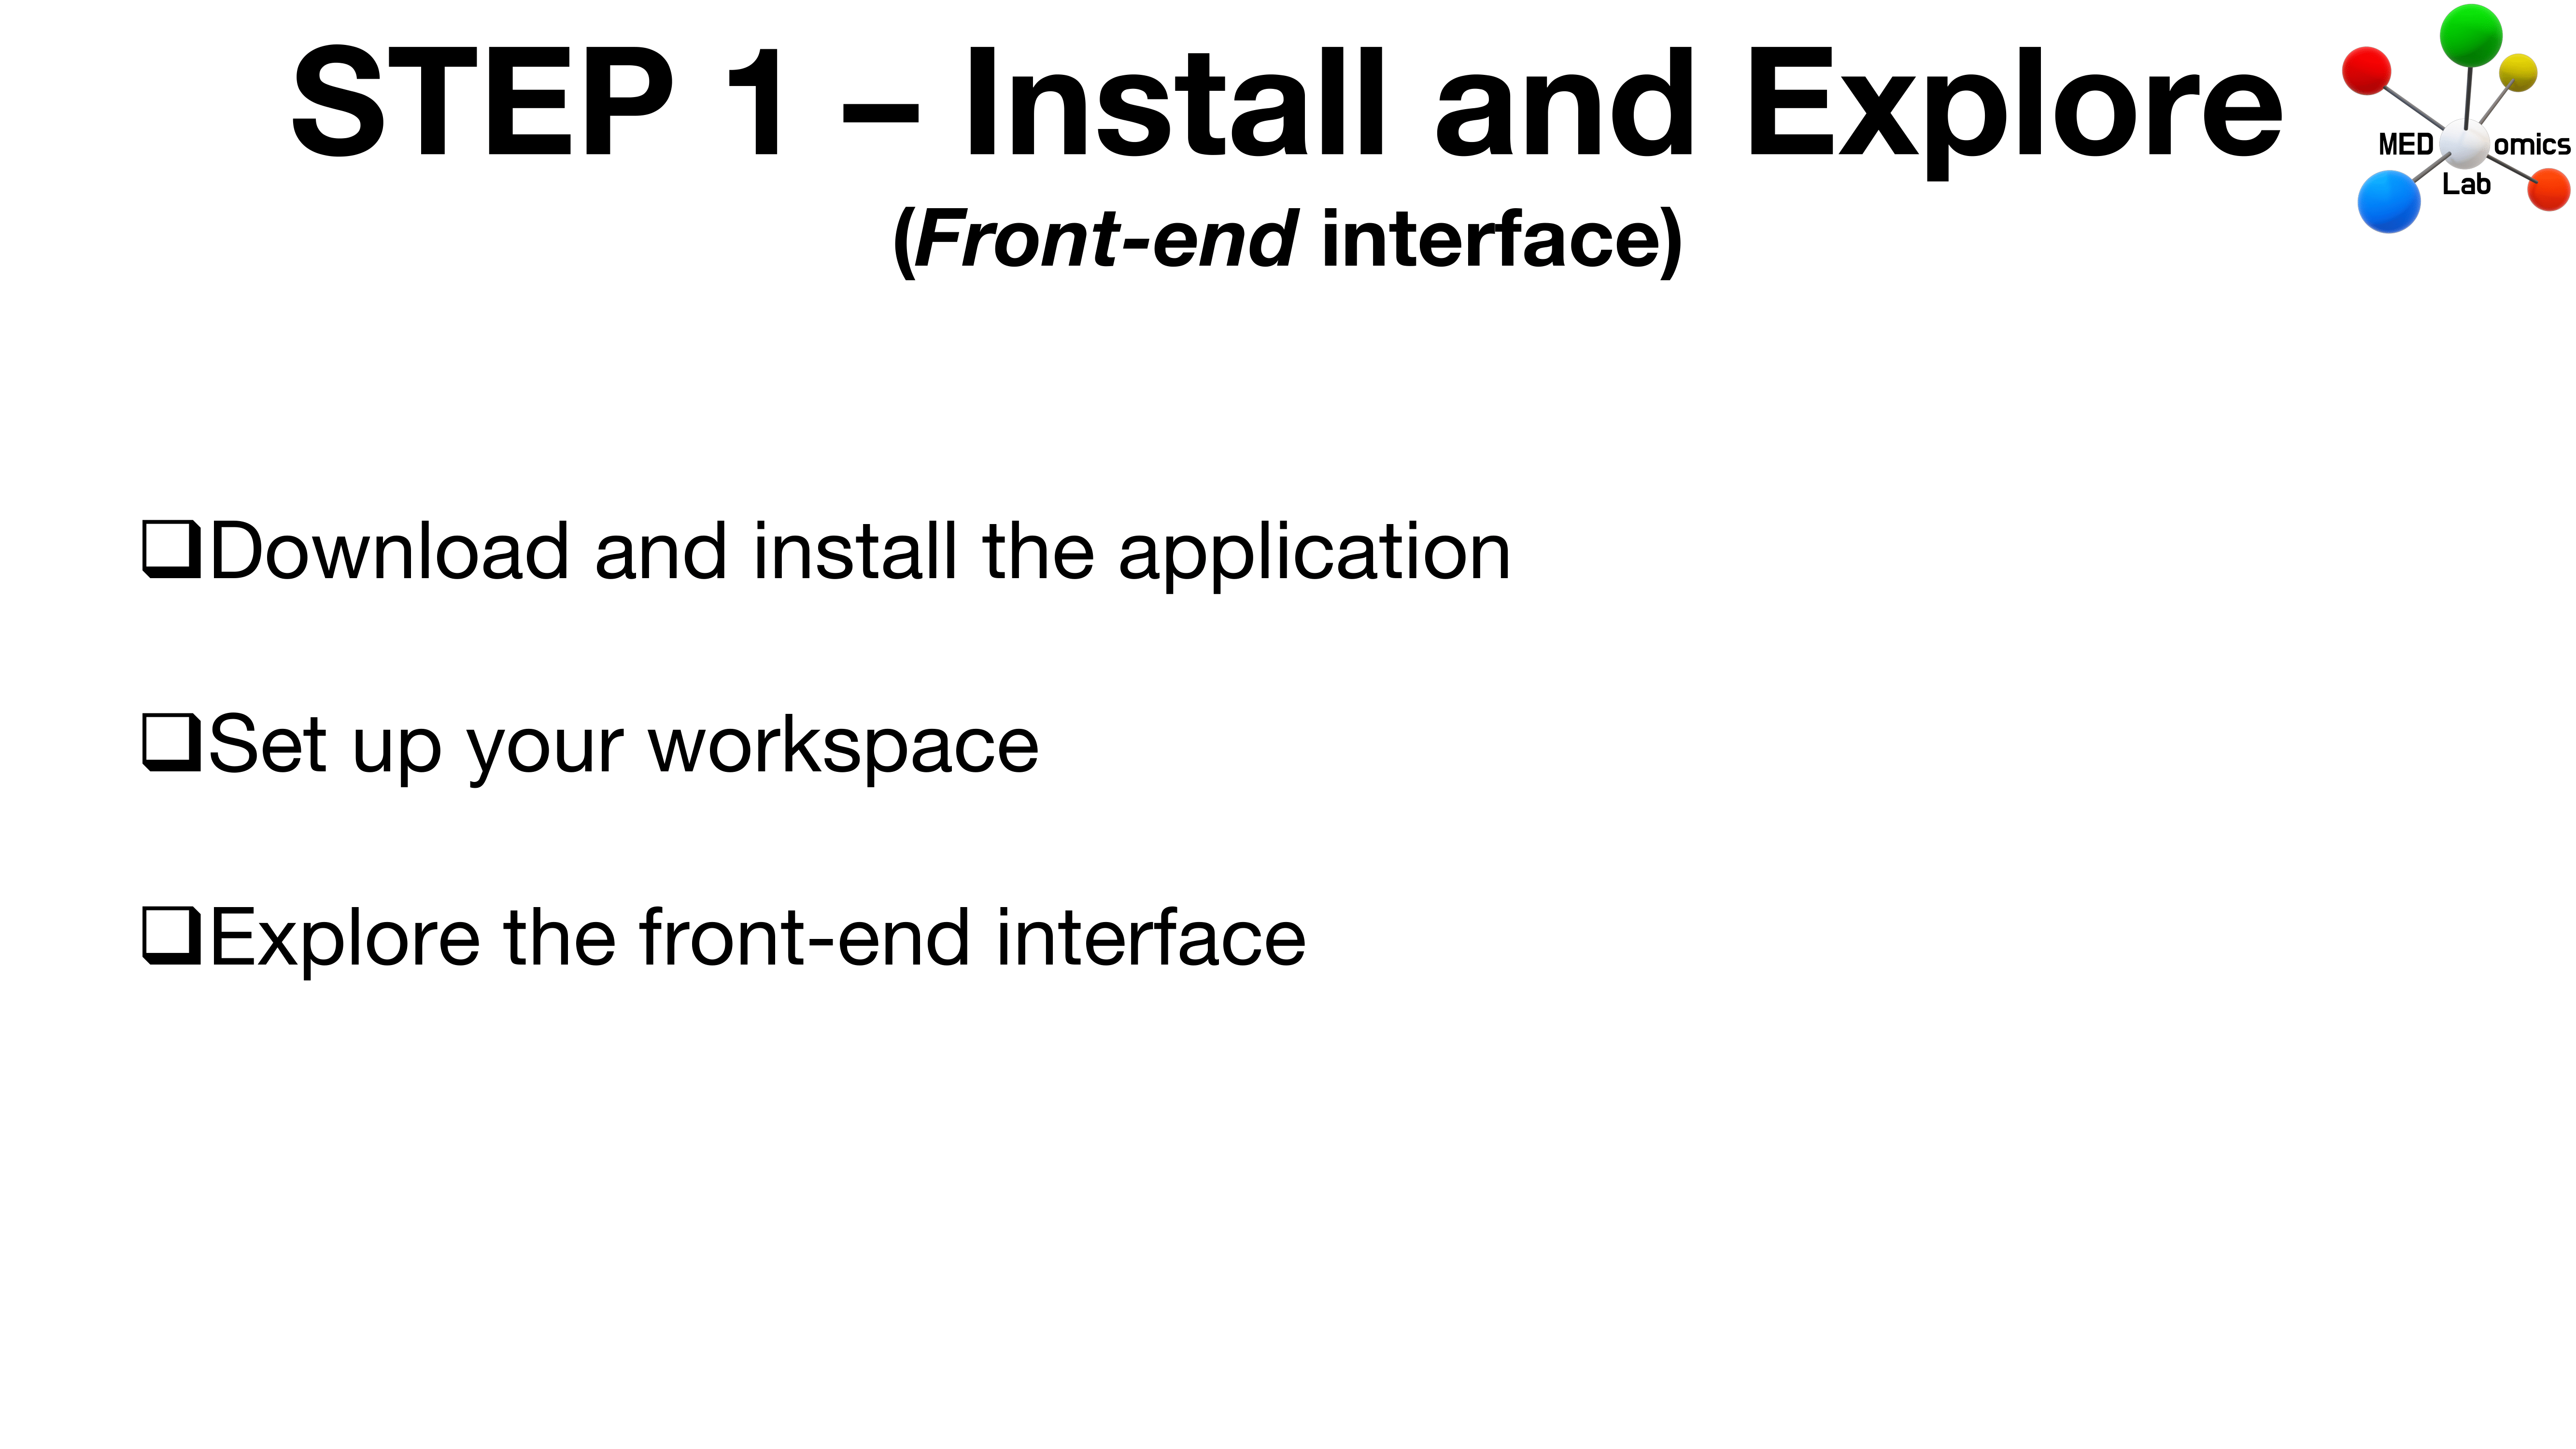 STEP 1 – Install and Explore
(Front-end interface)
MED omics
Lab
❑Download and install the application
❑Set up your workspace
❑Explore the front-end interface